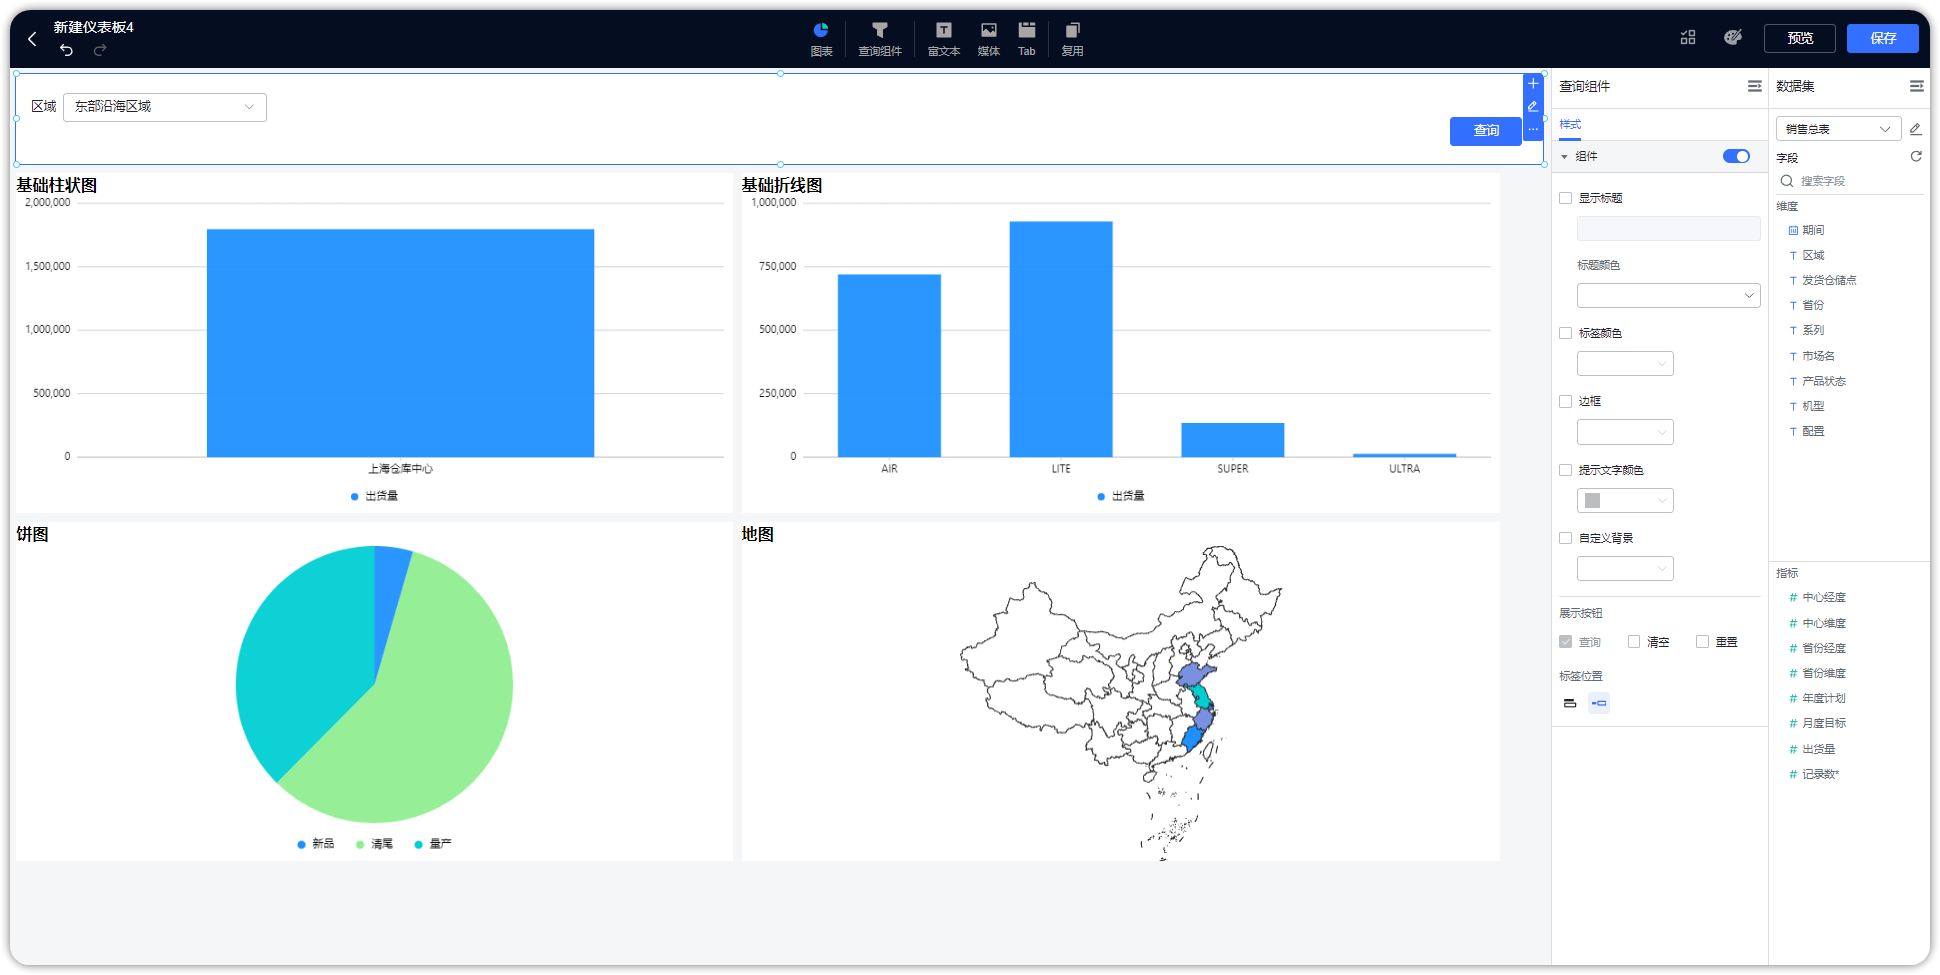 新建仪表板4
图表
查询组件
富文本
媒体
Tab
复用
预览
保存
区域 东部沿海区域
查询
基础柱状图
2,000,000
1,500,000
1,000,000
500,000
0
上海仓库中心
出货量
基础折线图
1,000,000
750,000
500,000
250,000
0
AIR LITE SUPER ULTRA
出货量
饼图
新品 清尾 量产
地图
查询组件
样式
组件
显示标题
标题颜色
标签颜色
边框
提示文字颜色
自定义背景
展示按钮
查询 清空 重置
标签位置
数据集
销售总表
字段
搜索字段
维度
期间
区域
发货仓储点
省份
系列
市场名
产品状态
机型
配置
指标
中心经度
中心维度
省份经度
省份维度
年度计划
月度目标
出货量
记录数*